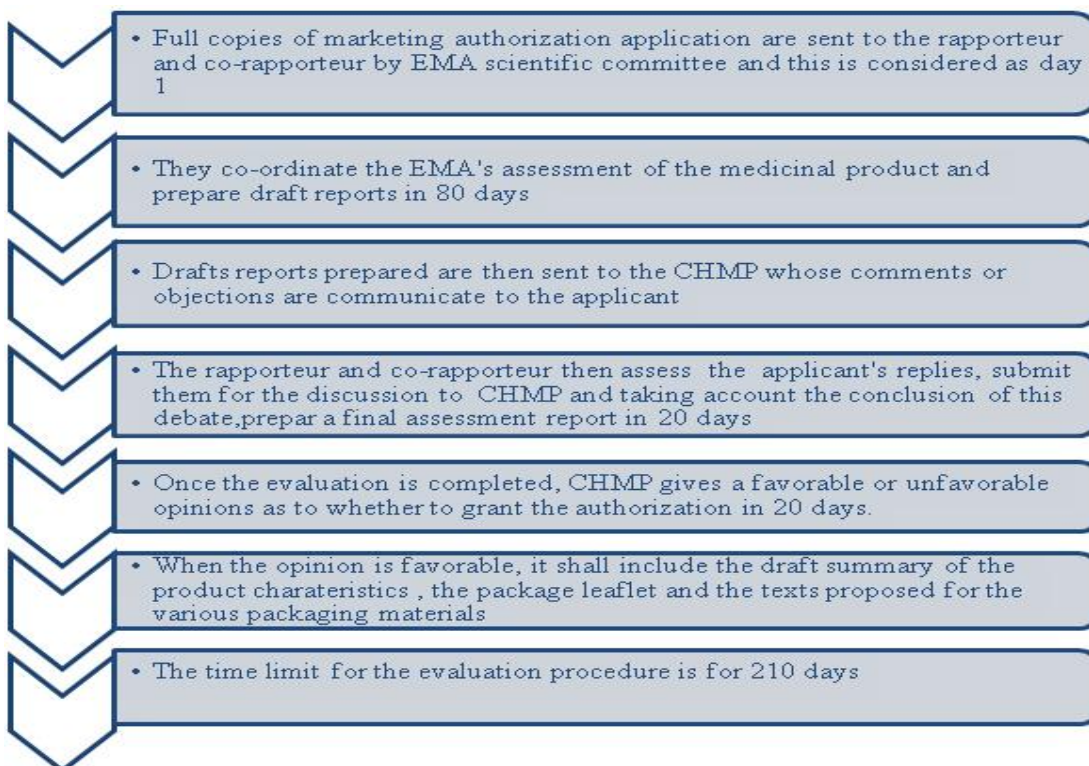 • Full copies of marketing authorization application are sent to the rapporteur
and co-rapporteur by EMA scientific committee and this is considered as day
1
• They co-ordinate the EMA's assessment of the medicinal product and
prepare draft reports in 80 days
• Drafts reports prepared are then sent to the CHMP whose comments or
objections are communicate to the applicant
• The rapporteur and co-rapporteur then assess the applicant's replies, submit
them for the discussion to CHMP and taking account the conclusion of this
debate,prepar a final assessment report in 20 days
• Once the evaluation is completed, CHMP gives a favorable or unfavorable
opinions as to whether to grant the authorization in 20 days.
• When the opinion is favorable, it shall include the draft summary of the
product charateristics , the package leaflet and the texts proposed for the
various packaging materials
• The time limit for the evaluation procedure is for 210 days